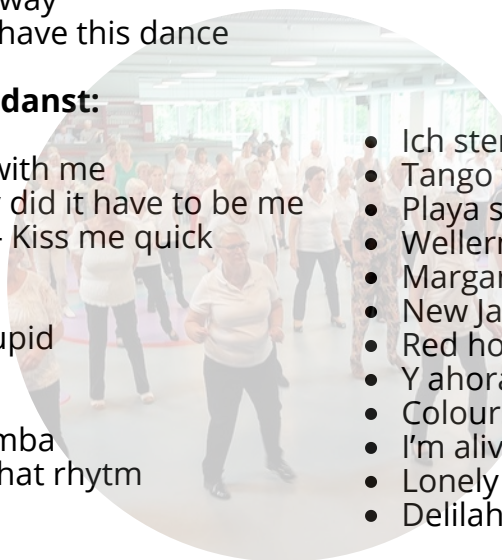 way
have this dance
danst:
with me
did it have to be me
- Kiss me quick
upid
mba
hat rhytm
• Ich ster
• Tango
• Playa s
• Weller
• Margar
• New Ja
• Red ho
• Y ahora
• Colour
• I'm aliv
• Lonely
• Delilah